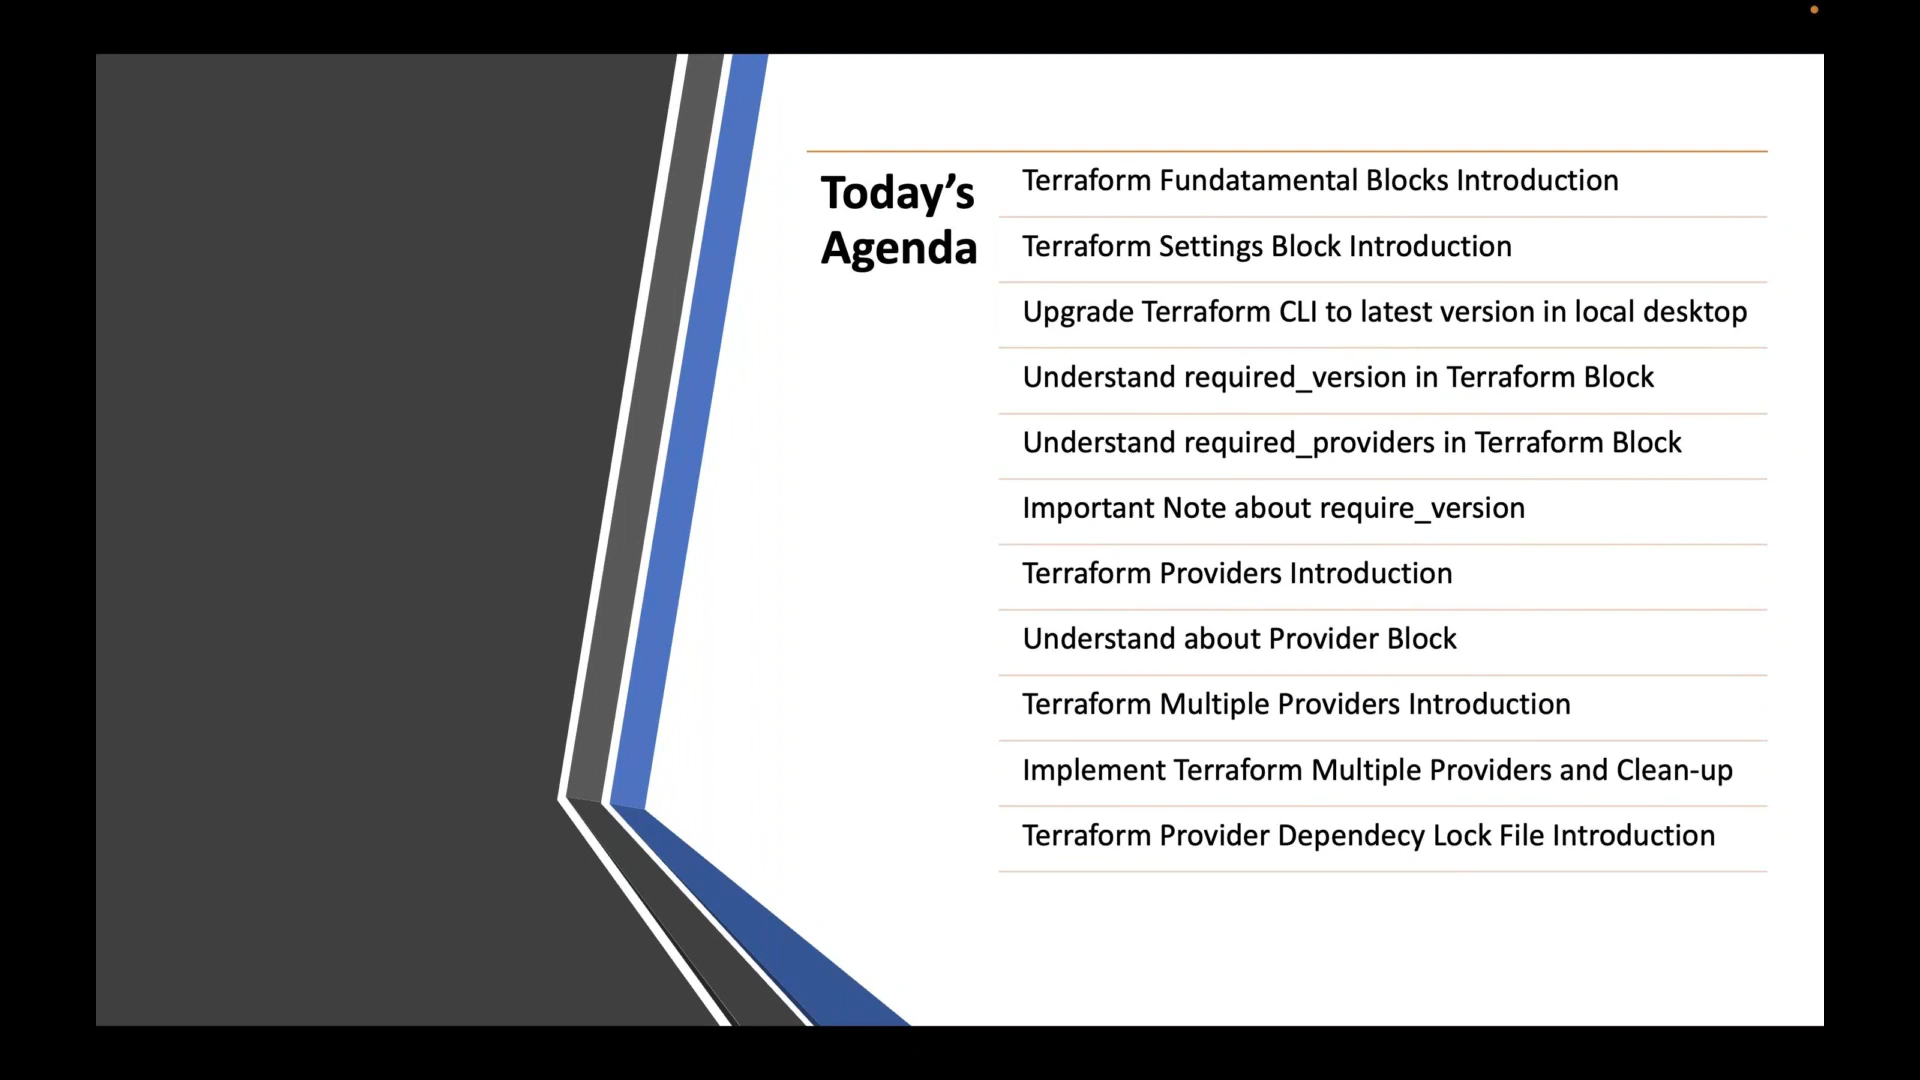 Today’s
Agenda
Terraform Fundatamental Blocks Introduction
Terraform Settings Block Introduction
Upgrade Terraform CLI to latest version in local desktop
Understand required_version in Terraform Block
Understand required_providers in Terraform Block
Important Note about require_version
Terraform Providers Introduction
Understand about Provider Block
Terraform Multiple Providers Introduction
Implement Terraform Multiple Providers and Clean-up
Terraform Provider Dependecy Lock File Introduction